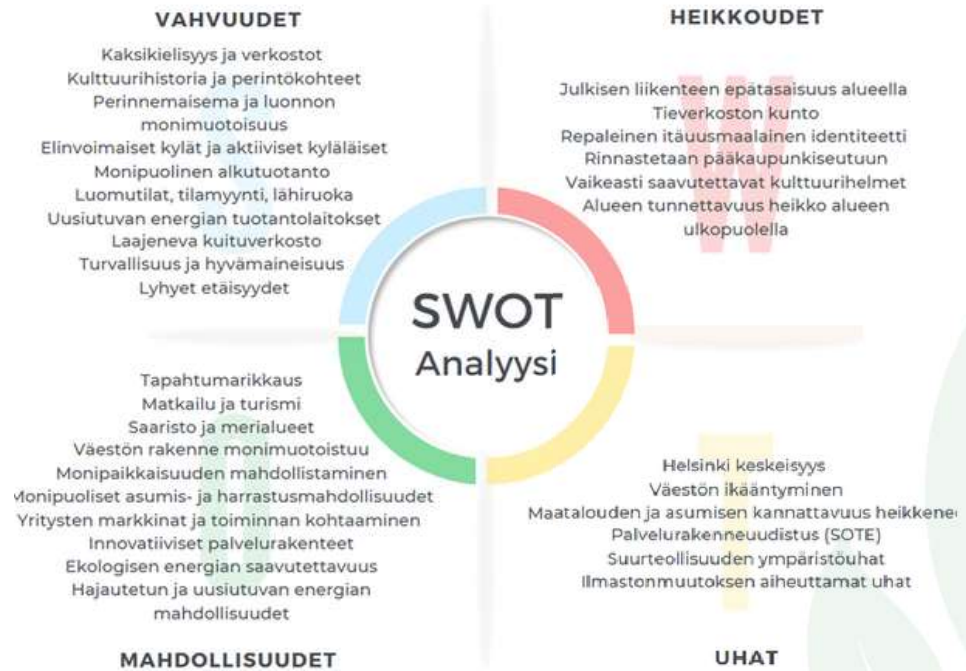 VAHVUUDET
Kaksikielisyys ja verkostot
Kulttuurihistoria ja perintökohteet
Perinnemaisema ja luonnon
monimuotoisuus
Elinvoimaiset kylät ja aktiiviset kyläläiset
Monipuolinen alkutuotanto
Luomutilat, tilamyynti, lähiruoka
Uusiutuvan energian tuotantolaitokset
Laajeneva kuituverkosto
Turvallisuus ja hyvämaineisuus
Lyhyet etäisyydet
HEIKKOUDET
W
Julkisen liikenteen epätasaisuus alueella
Tieverkoston kunto
Repaleinen itäuusmaalainen identiteetti
Rinnastetaan pääkaupunkiseutuun
Vaikeasti saavutettavat kulttuurihelmet
Alueen tunnettavuus heikko alueen
ulkopuolella
SWOT
Analyysi
Tapahtumarikkaus
Matkailu ja turismi
Saaristo ja merialueet
Väestön rakenne monimuotoistuu
Monipaikkaisuuden mahdollistaminen
Monipuoliset asumis- ja harrastusmahdollisuudet
Yritysten markkinat ja toiminnan kohtaaminen
Innovatiiviset palvelurakenteet
Ekologisen energian saavutettavuus
Hajautetun ja uusiutuvan energian
mahdollisuudet
O
MAHDOLLISUUDET
T
Helsinki keskeisyys
Väestön ikääntyminen
Maatalouden ja asumisen kannattavuus heikkenee
Palvelurakenneuudistus (SOTE)
Suurteollisuuden ympäristöuhat
Ilmastonmuutoksen aiheuttamat uhat
UHAT